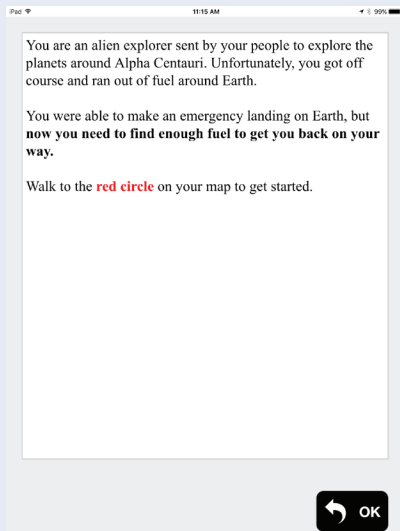 iPad 11:15 AM 99%
You are an alien explorer sent by your people to explore the
planets around Alpha Centauri. Unfortunately, you got off
course and ran out of fuel around Earth.
You were able to make an emergency landing on Earth, but
now you need to find enough fuel to get you back on your
way.
Walk to the red circle on your map to get started.
OK